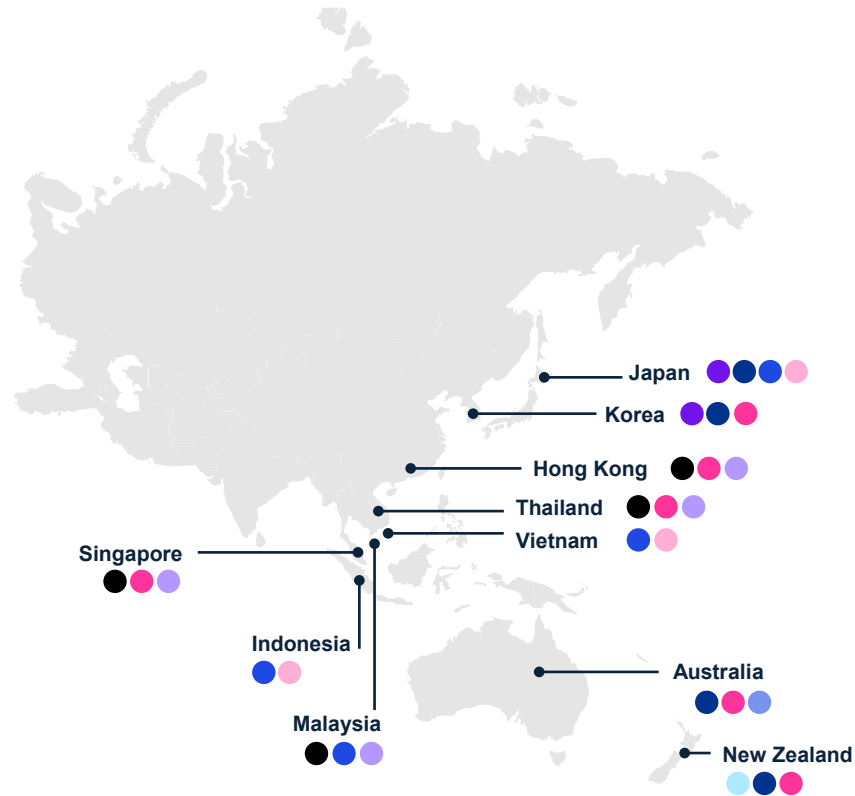 Japan
Korea
Hong Kong
Thailand
Vietnam
Singapore
Indonesia
Australia
Malaysia
New Zealand